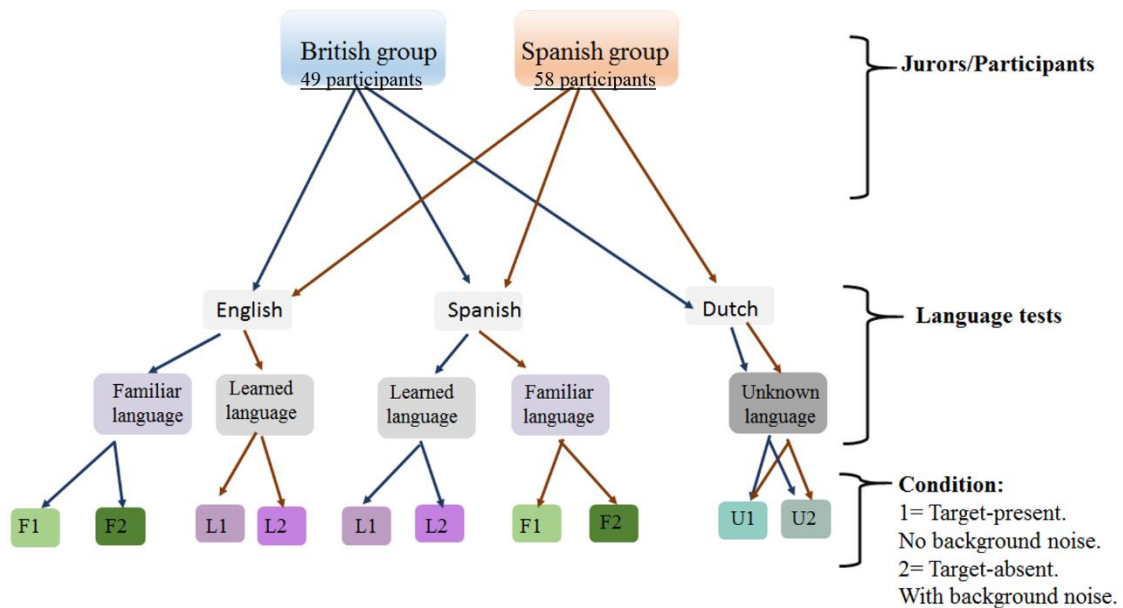 British group
49 participants
Spanish group
58 participants
Jurors/Participants
English
Spanish
Dutch
Language tests
Familiar
language
Learned
language
Learned
language
Familiar
language
Unknown
language
F1
F2
L1
L2
L1
L2
F1
F2
U1
U2
Condition:
1= Target-present.
No background noise.
2= Target-absent.
With background noise.